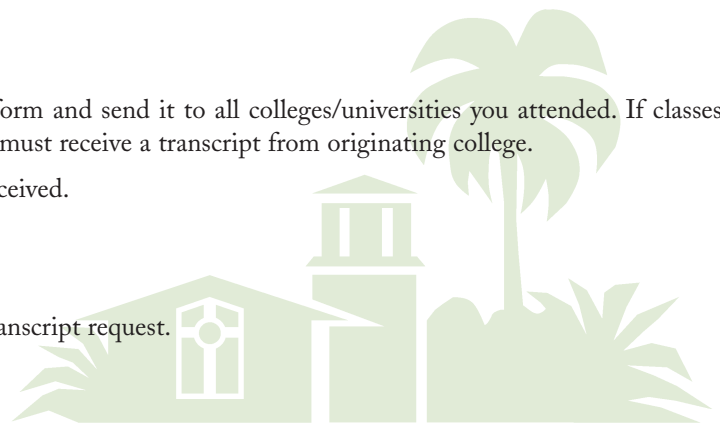 form and send it to all colleges/universities you attended. If classes
must receive a transcript from originating college.
ceived.
anscript request.